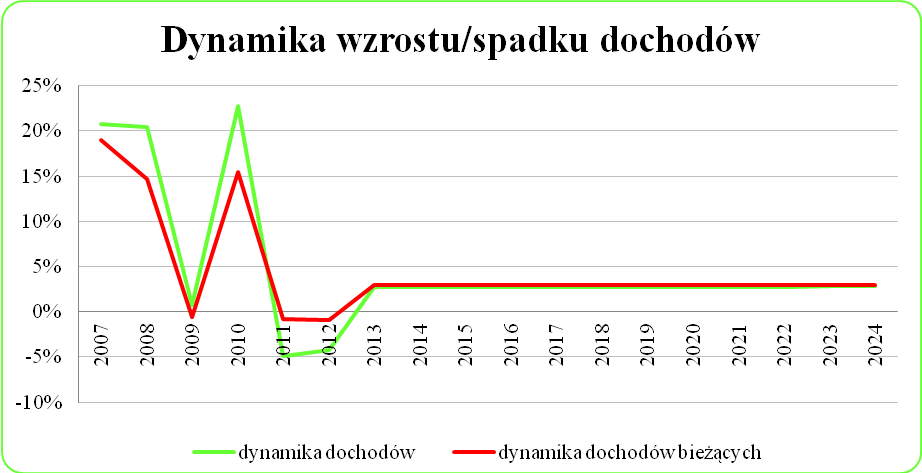 Dynamika wzrostu/spadku dochodów
25%
20%
15%
10%
5%
0%
-5%
-10%
2007 2008 2009 2010 2011 2012 2013 2014 2015 2016 2017 2018 2019 2020 2021 2022 2023 2024
dynamika dochodów dynamika dochodów bieżących